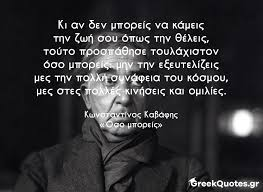 Κι αν δεν μπορείς να κάμεις
την ζωή σου όπως την θέλεις,
τούτο προσπάθησε τουλάχιστον
όσο μπορείς: μην την εξευτελίζεις
μες την πολλή συνάφεια του κόσμου,
μες στες πολλές κινήσεις και ομιλίες.
Κωνσταντίνος Καβάφης
«Όσο μπορείς»
GreekQuotes.gr